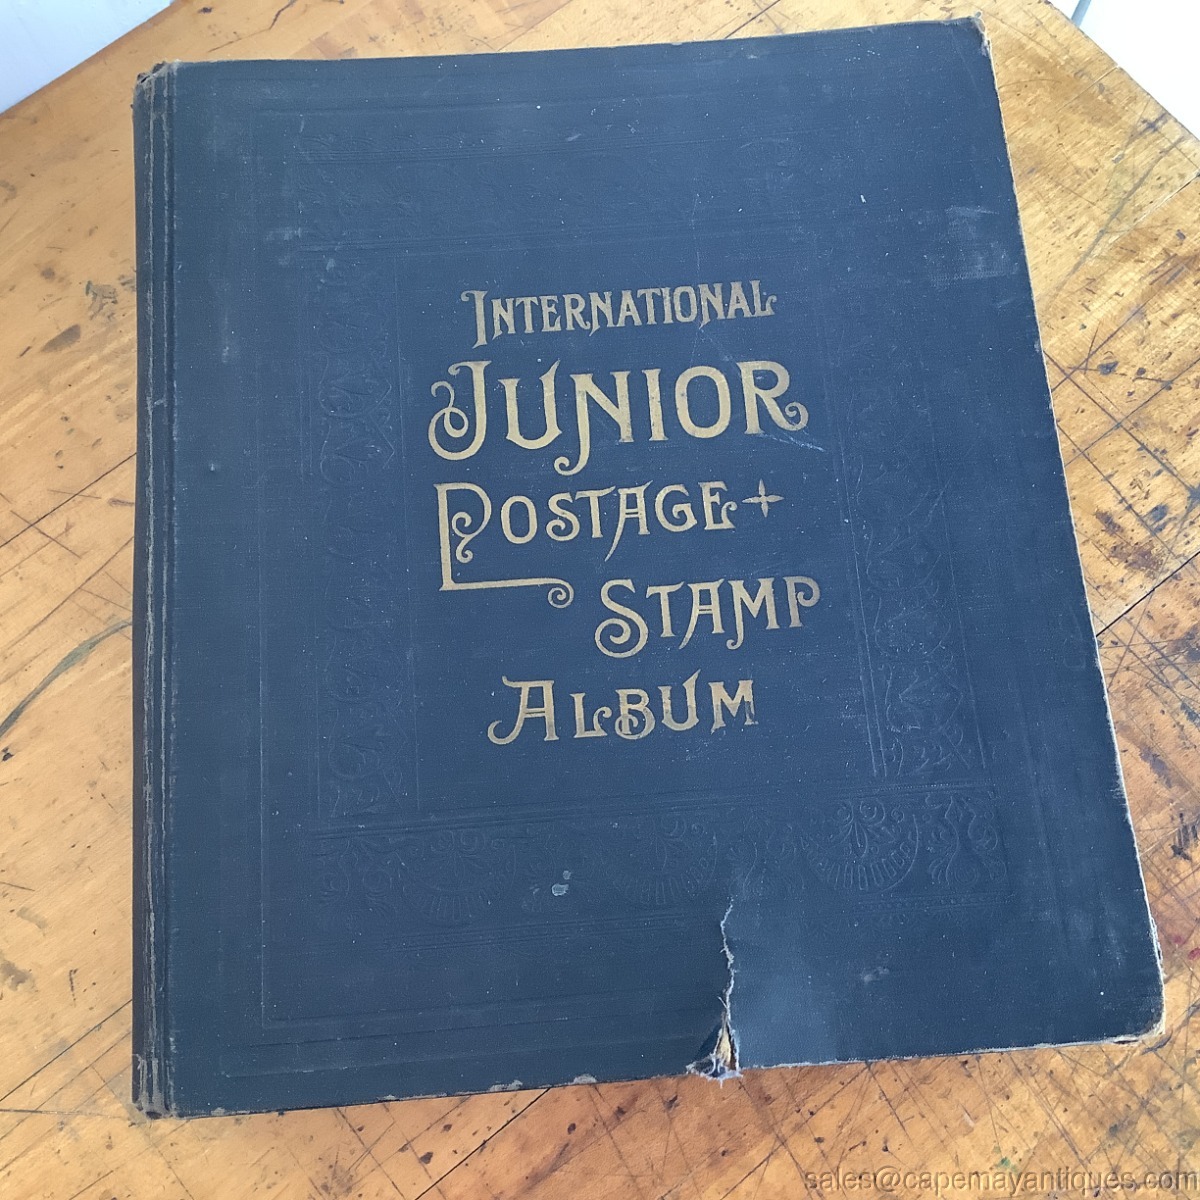 INTERNATIONAL
JUNIOR
POSTAGE
STAMP
ALBUM
sales@capemayantiques.com